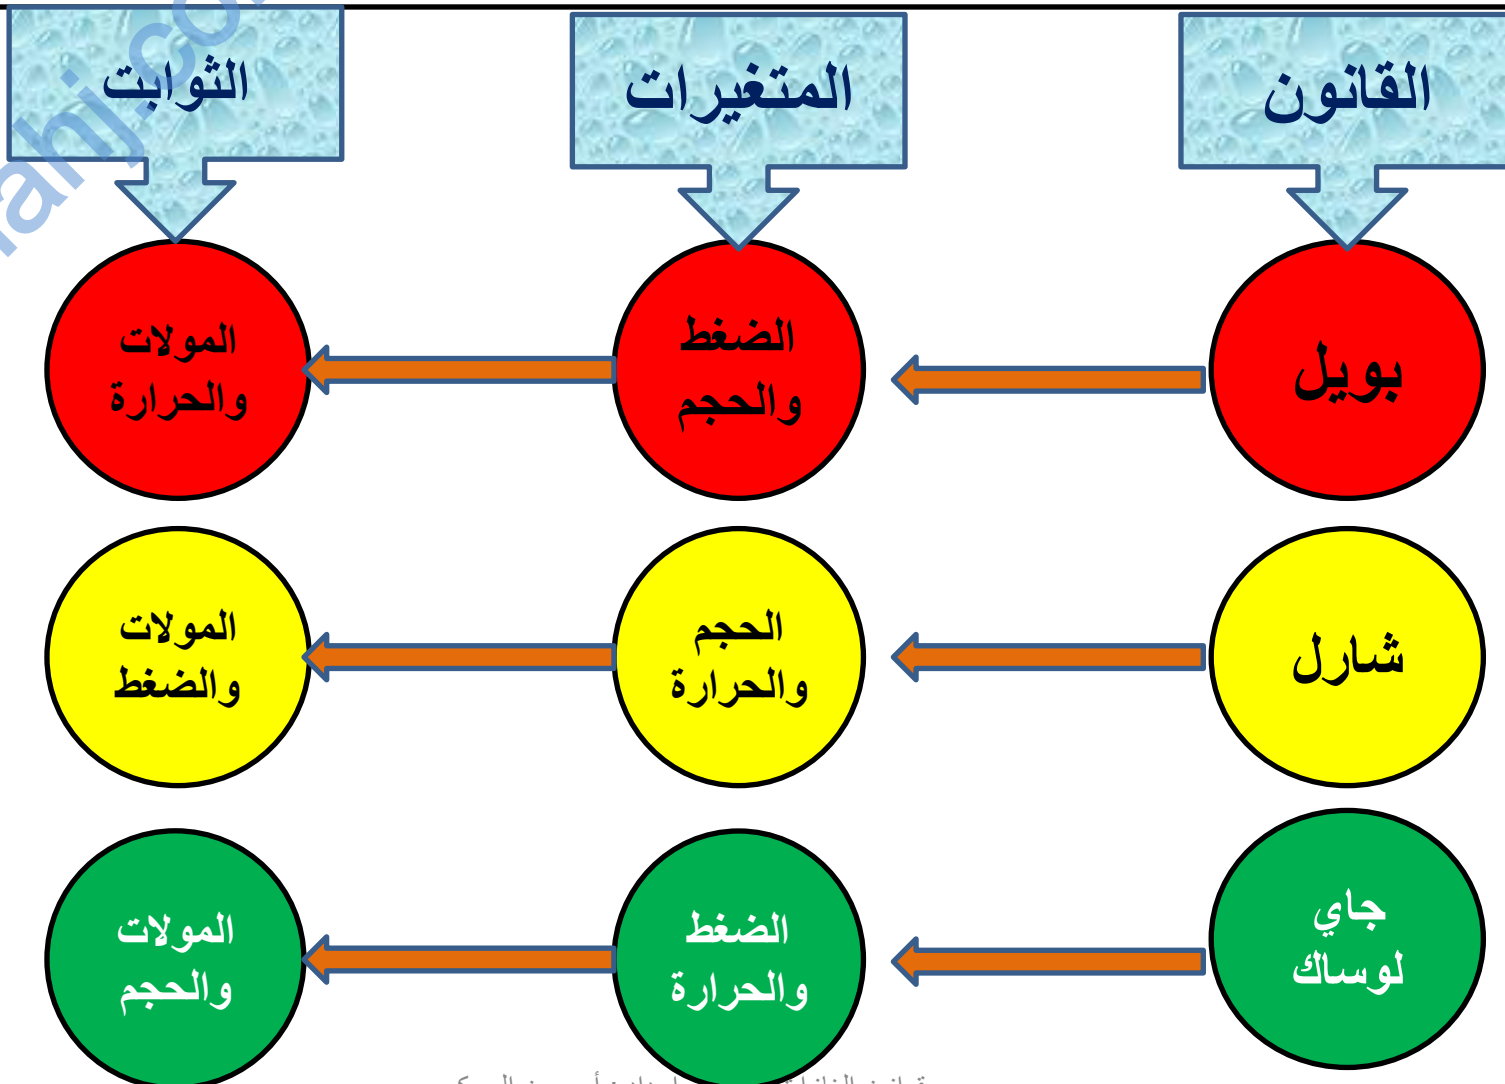 القانون
المتغيرات
الثوابت
بويل
الضغط
والحجم
المولات
والحرارة
شارل
الحجم
والحرارة
المولات
والضغط
جاي
لوساك
الضغط
والحرارة
المولات
والحجم